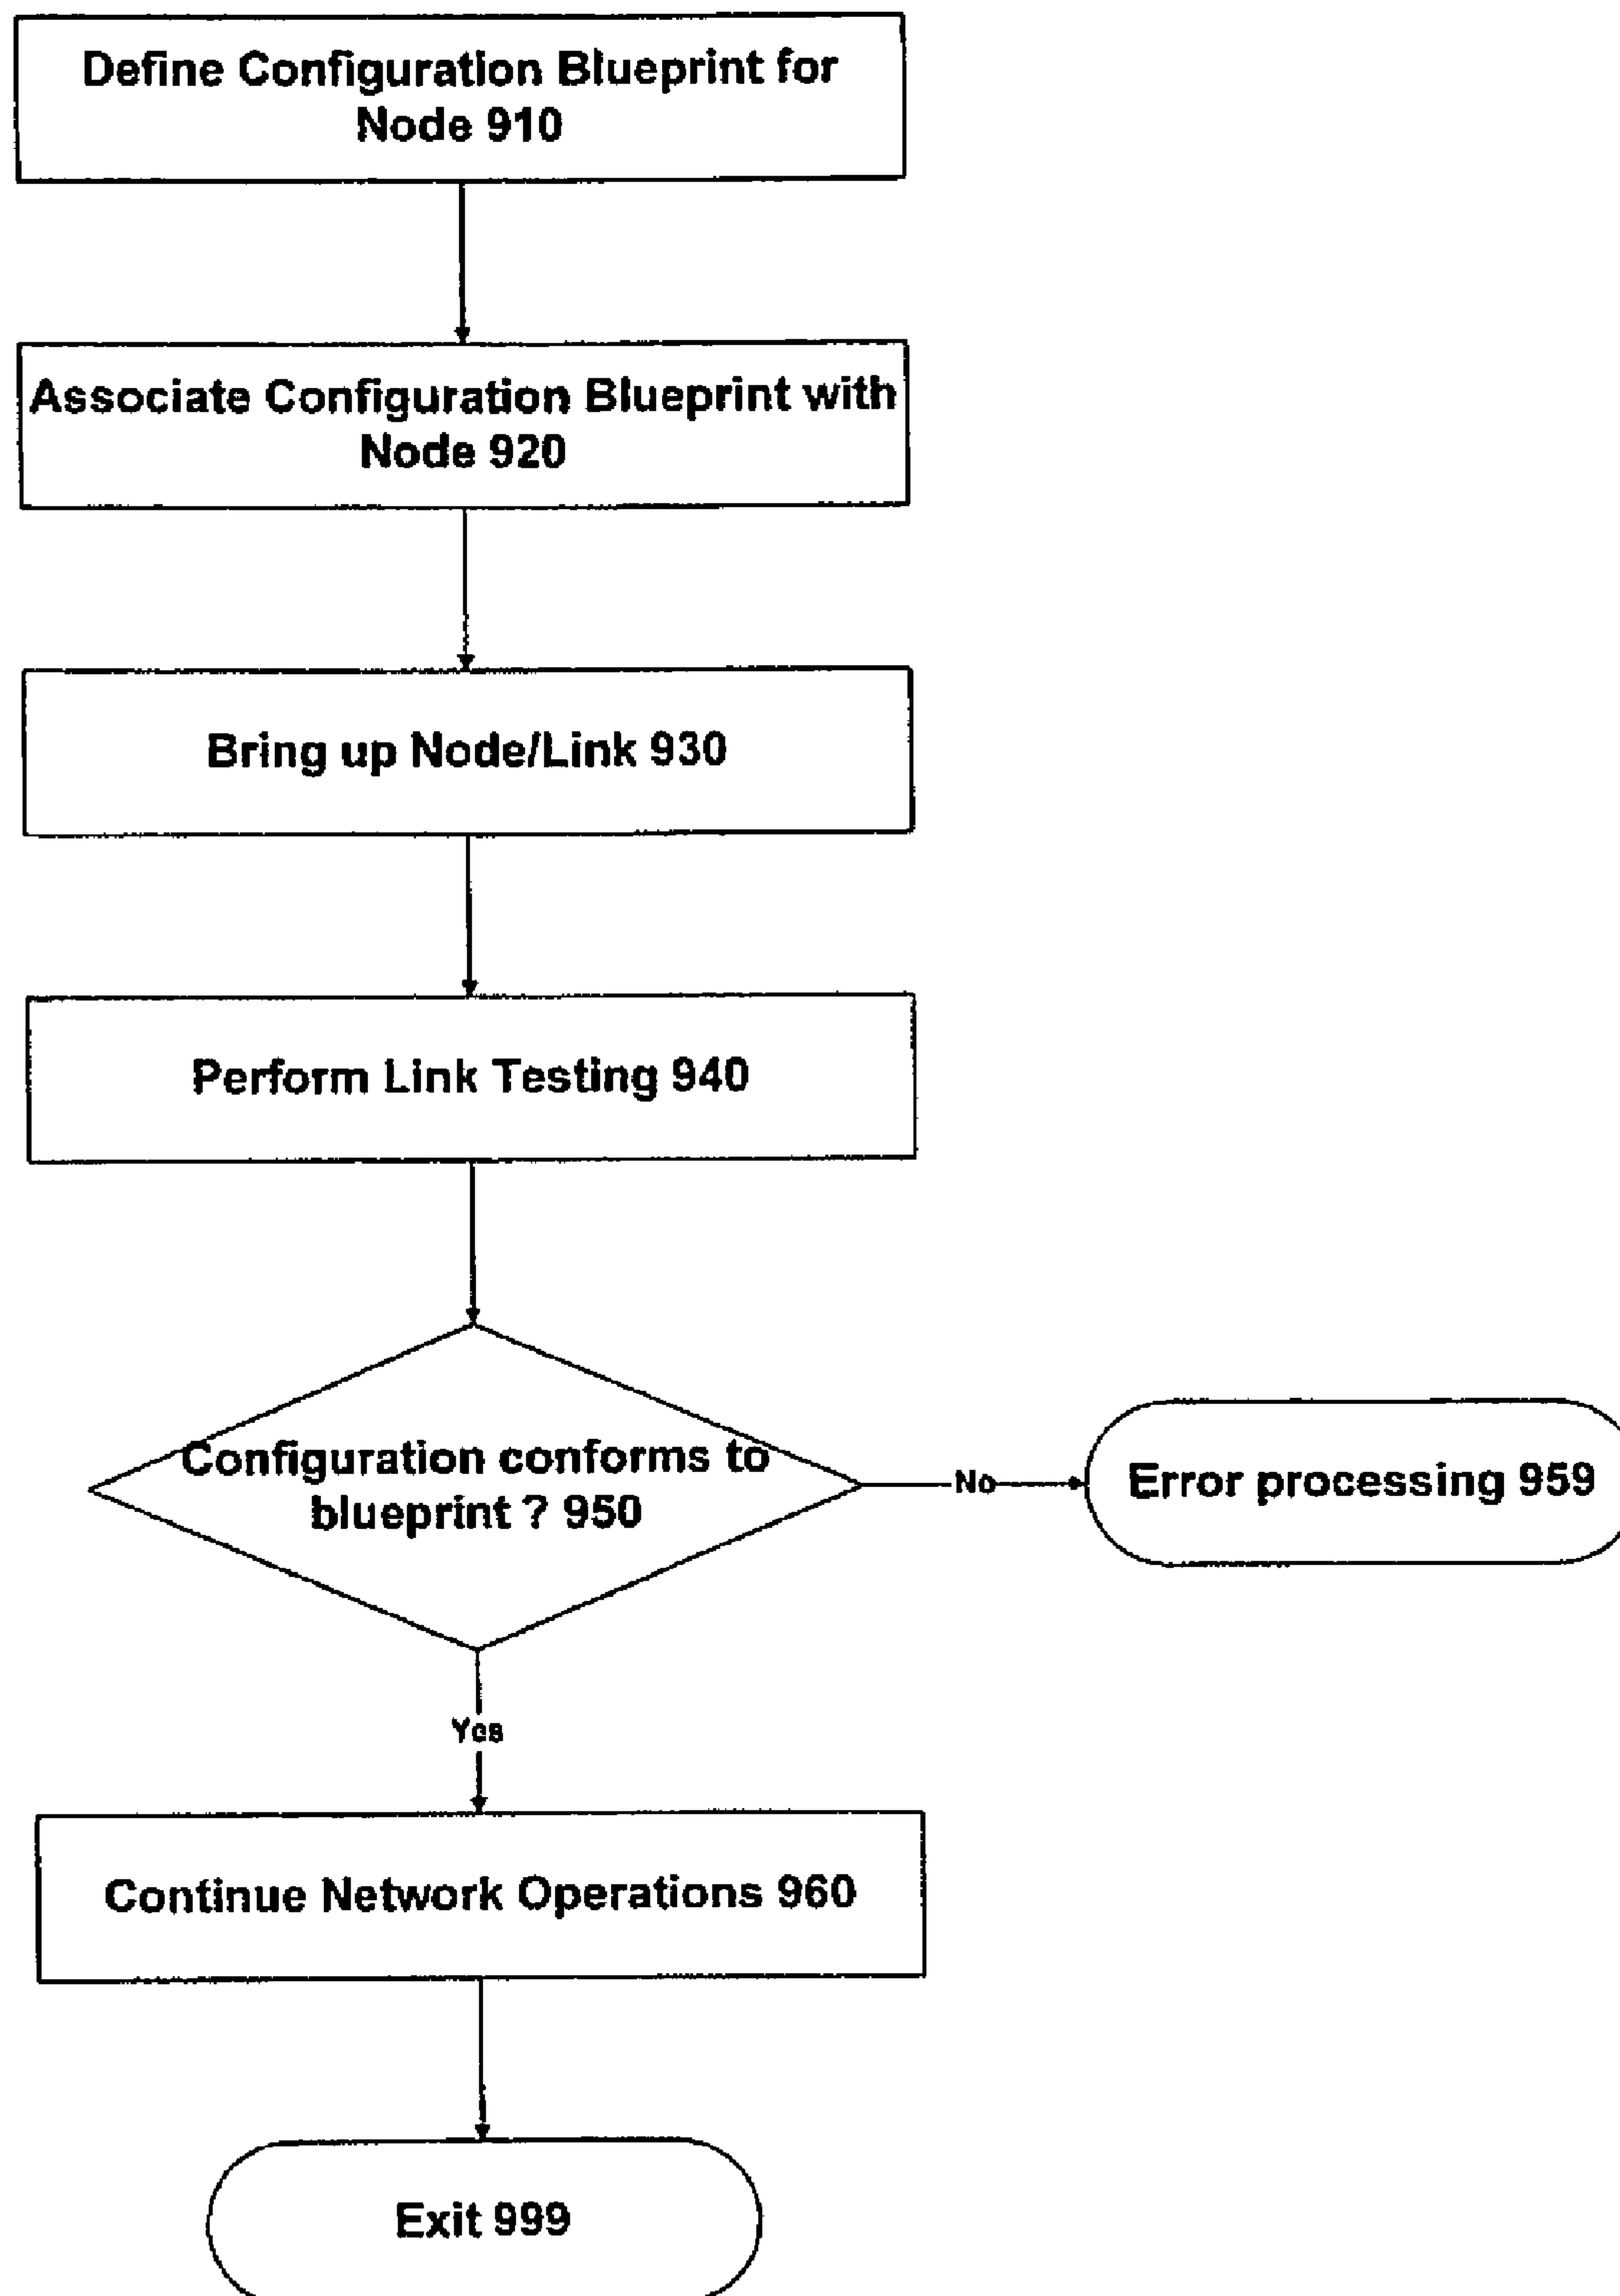 Define Configuration Blueprint for
Node 910
Associate Configuration Blueprint with
Node 920
Bring up Node/Link 930
Perform Link Testing 940
Configuration conforms to
blueprint ? 950
No
Error processing 959
Yes
Continue Network Operations 960
Exit 999